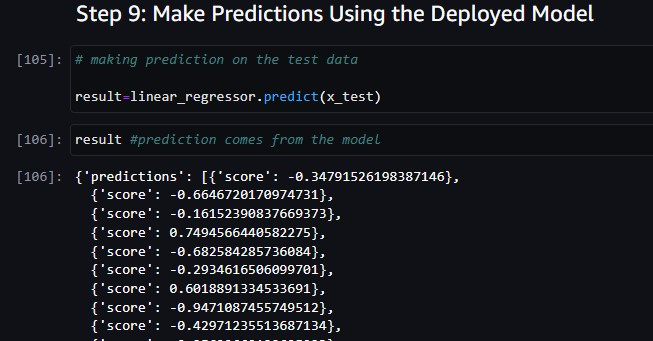 Step 9: Make Predictions Using the Deployed Model
[105]: # making prediction on the test data
result=linear_regressor.predict(x_test)
[106]: result #prediction comes from the model
[106]: {'predictions': [{'score': -0.34791526198387146},
{'score': -0.6646720170974731},
{'score': -0.16152390837669373},
{'score': 0.7494566440582275},
{'score': -0.682584285736084},
{'score': -0.2934616506099701},
{'score': 0.6018891334533691},
{'score': -0.9471087455749512},
{'score': -0.42971235513687134},